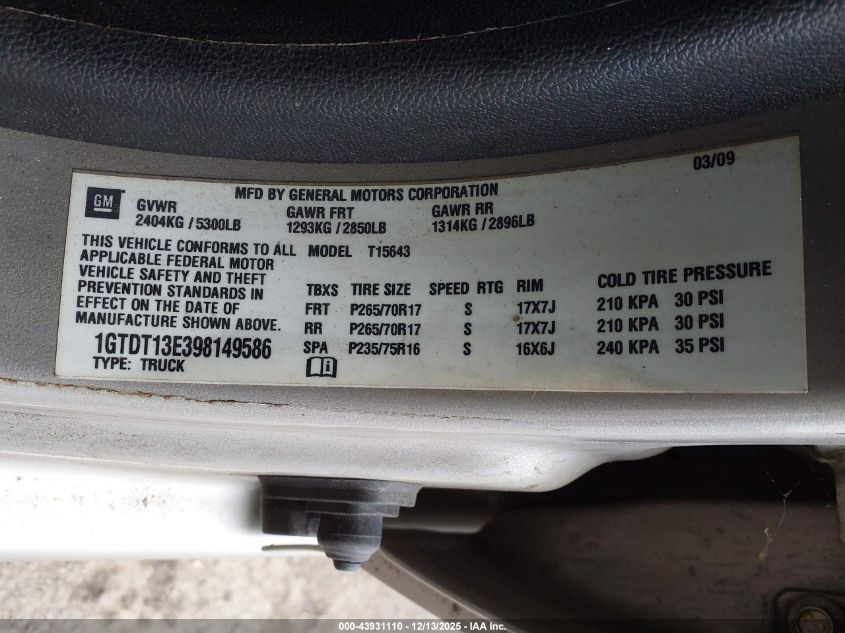 03/09
MFD BY GENERAL MOTORS CORPORATION
GM
GVWR GAWR FRT GAWR RR
2404KG / 5300LB 1293KG / 2850LB 1314KG / 2896LB
THIS VEHICLE CONFORMS TO ALL
APPLICABLE FEDERAL MOTOR
VEHICLE SAFETY AND THEFT
PREVENTION STANDARDS IN
EFFECT ON THE DATE OF
MANUFACTURE SHOWN ABOVE.
1GTDT13E398149586
TYPE: TRUCK
MODEL T15643
TBXS TIRE SIZE SPEED RTG RIM COLD TIRE PRESSURE
FRT P265/70R17 S 17X7J 210 KPA 30 PSI
RR P265/70R17 S 17X7J 210 KPA 30 PSI
SPA P235/75R16 S 16X6J 240 KPA 35 PSI
000-43931110 - 12/13/2025 - IAA Inc.